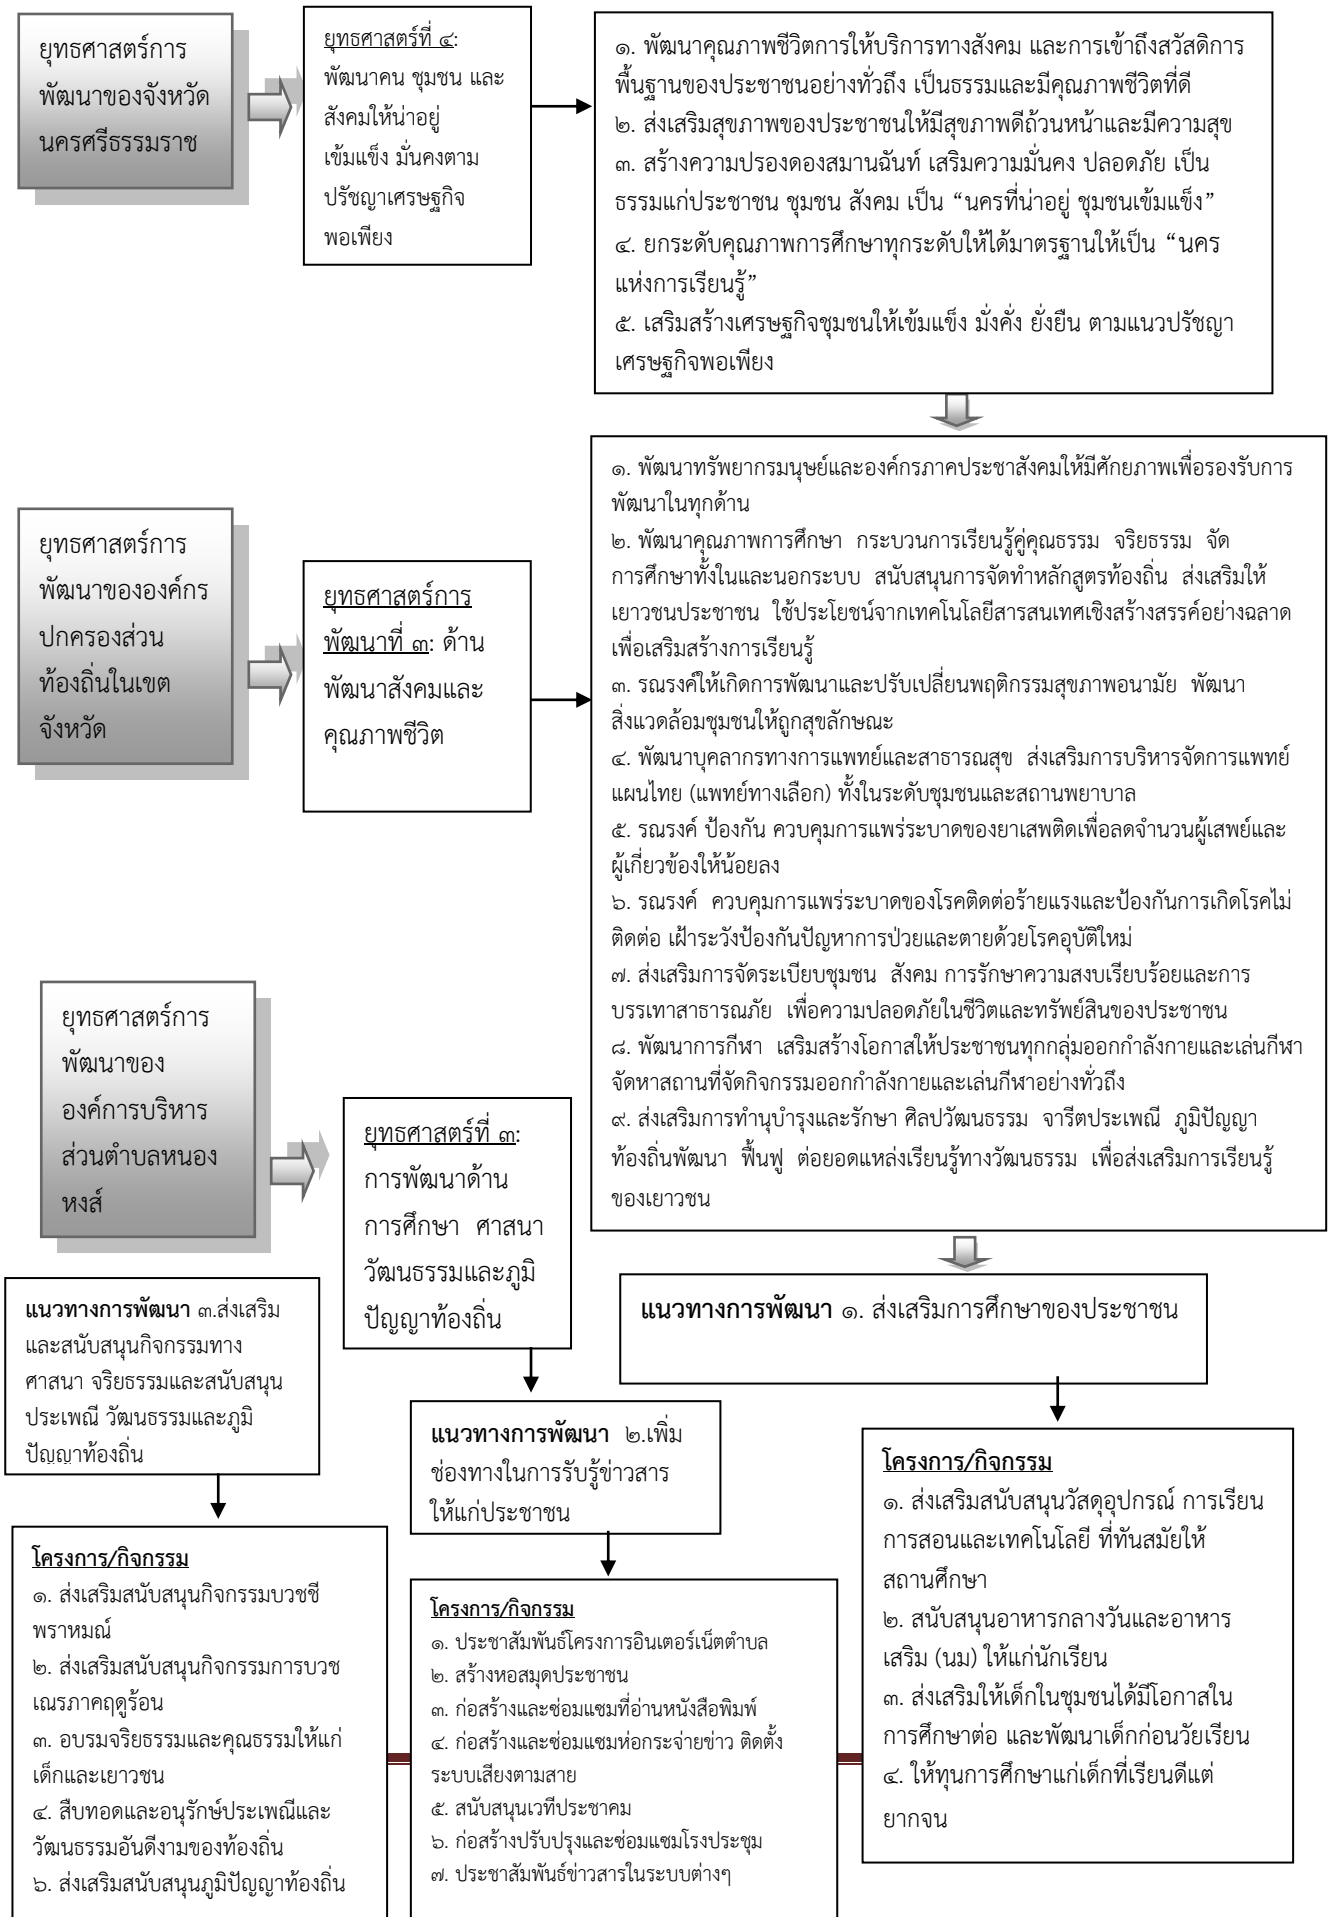 ยุทธศาสตร์การ
พัฒนาของจังหวัด
นครศรีธรรมราช
ยุทธศาสตร์ที่ ๔:
พัฒนาคน ชุมชน และ
สังคมให้น่าอยู่
เข้มแข็ง มั่นคงตาม
ปรัชญาเศรษฐกิจ
พอเพียง
๑. พัฒนาคุณภาพชีวิตการให้บริการทางสังคม และการเข้าถึงสวัสดิการ
พื้นฐานของประชาชนอย่างทั่วถึง เป็นธรรมและมีคุณภาพชีวิตที่ดี
๒. ส่งเสริมสุขภาพของประชาชนให้มีสุขภาพดีถ้วนหน้าและมีความสุข
๓. สร้างความปรองดองสมานฉันท์ เสริมความมั่นคง ปลอดภัย เป็น
ธรรมแก่ประชาชน ชุมชน สังคม เป็น “นครที่น่าอยู่ ชุมชนเข้มแข็ง”
๔. ยกระดับคุณภาพการศึกษาทุกระดับให้ได้มาตรฐานให้เป็น “นคร
แห่งการเรียนรู้”
๕. เสริมสร้างเศรษฐกิจชุมชนให้เข้มแข็ง มั่งคั่ง ยั่งยืน ตามแนวปรัชญา
เศรษฐกิจพอเพียง
ยุทธศาสตร์การ
พัฒนาขององค์กร
ปกครองส่วน
ท้องถิ่นในเขต
จังหวัด
ยุทธศาสตร์การ
พัฒนาที่ ๓: ด้าน
พัฒนาสังคมและ
คุณภาพชีวิต
๑. พัฒนาทรัพยากรมนุษย์และองค์กรภาคประชาสังคมให้มีศักยภาพเพื่อรองรับการ
พัฒนาในทุกด้าน
๒. พัฒนาคุณภาพการศึกษา กระบวนการเรียนรู้คู่คุณธรรม จริยธรรม จัด
การศึกษาทั้งในและนอกระบบ สนับสนุนการจัดทำหลักสูตรท้องถิ่น ส่งเสริมให้
เยาวชนประชาชน ใช้ประโยชน์จากเทคโนโลยีสารสนเทศเชิงสร้างสรรค์อย่างฉลาด
เพื่อเสริมสร้างการเรียนรู้
๓. รณรงค์ให้เกิดการพัฒนาและปรับเปลี่ยนพฤติกรรมสุขภาพอนามัย พัฒนา
สิ่งแวดล้อมชุมชนให้ถูกสุขลักษณะ
๔. พัฒนาบุคลากรทางการแพทย์และสาธารณสุข ส่งเสริมการบริหารจัดการแพทย์
แผนไทย (แพทย์ทางเลือก) ทั้งในระดับชุมชนและสถานพยาบาล
๕. รณรงค์ ป้องกัน ควบคุมการแพร่ระบาดของยาเสพติดเพื่อลดจำนวนผู้เสพย์และ
ผู้เกี่ยวข้องให้น้อยลง
๖. รณรงค์ ควบคุมการแพร่ระบาดของโรคติดต่อร้ายแรงและป้องกันการเกิดโรคไม่
ติดต่อ เฝ้าระวังป้องกันปัญหาการป่วยและตายด้วยโรคอุบัติใหม่
๗. ส่งเสริมการจัดระเบียบชุมชน สังคม การรักษาความสงบเรียบร้อยและการ
บรรเทาสาธารณภัย เพื่อความปลอดภัยในชีวิตและทรัพย์สินของประชาชน
๘. พัฒนาการกีฬา เสริมสร้างโอกาสให้ประชาชนทุกกลุ่มออกกำลังกายและเล่นกีฬา
จัดหาสถานที่จัดกิจกรรมออกกำลังกายและเล่นกีฬาอย่างทั่วถึง
๙. ส่งเสริมการทำนุบำรุงและรักษา ศิลปวัฒนธรรม จารีตประเพณี ภูมิปัญญา
ท้องถิ่นพัฒนา ฟื้นฟู ต่อยอดแหล่งเรียนรู้ทางวัฒนธรรม เพื่อส่งเสริมการเรียนรู้
ของเยาวชน
ยุทธศาสตร์การ
พัฒนาของ
องค์การบริหาร
ส่วนตำบลหนอง
หงส์
ยุทธศาสตร์ที่ ๓:
การพัฒนาด้าน
การศึกษา ศาสนา
วัฒนธรรมและภูมิ
ปัญญาท้องถิ่น
แนวทางการพัฒนา ๓.ส่งเสริม
และสนับสนุนกิจกรรมทาง
ศาสนา จริยธรรมและสนับสนุน
ประเพณี วัฒนธรรมและภูมิ
ปัญญาท้องถิ่น
แนวทางการพัฒนา ๑. ส่งเสริมการศึกษาของประชาชน
แนวทางการพัฒนา ๒.เพิ่ม
ช่องทางในการรับรู้ข่าวสาร
ให้แก่ประชาชน
โครงการ/กิจกรรม
๑. ส่งเสริมสนับสนุนกิจกรรมบวชชี
พราหมณ์
๒. ส่งเสริมสนับสนุนกิจกรรมการบวช
เณรภาคฤดูร้อน
๓. อบรมจริยธรรมและคุณธรรมให้แก่
เด็กและเยาวชน
๔. สืบทอดและอนุรักษ์ประเพณีและ
วัฒนธรรมอันดีงามของท้องถิ่น
๖. ส่งเสริมสนับสนุนภูมิปัญญาท้องถิ่น
โครงการ/กิจกรรม
๑. ประชาสัมพันธ์โครงการอินเตอร์เน็ตตำบล
๒. สร้างหอสมุดประชาชน
๓. ก่อสร้างและซ่อมแซมที่อ่านหนังสือพิมพ์
๔. ก่อสร้างและซ่อมแซมห่อกระจ่ายข่าว ติดตั้ง
ระบบเสียงตามสาย
๕. สนับสนุนเวทีประชาคม
๖. ก่อสร้างปรับปรุงและซ่อมแซมโรงประชุม
๗. ประชาสัมพันธ์ข่าวสารในระบบต่างๆ
โครงการ/กิจกรรม
๑. ส่งเสริมสนับสนุนวัสดุอุปกรณ์ การเรียน
การสอนและเทคโนโลยี ที่ทันสมัยให้
สถานศึกษา
๒. สนับสนุนอาหารกลางวันและอาหาร
เสริม (นม) ให้แก่นักเรียน
๓. ส่งเสริมให้เด็กในชุมชนได้มีโอกาสใน
การศึกษาต่อ และพัฒนาเด็กก่อนวัยเรียน
๔. ให้ทุนการศึกษาแก่เด็กที่เรียนดีแต่
ยากจน